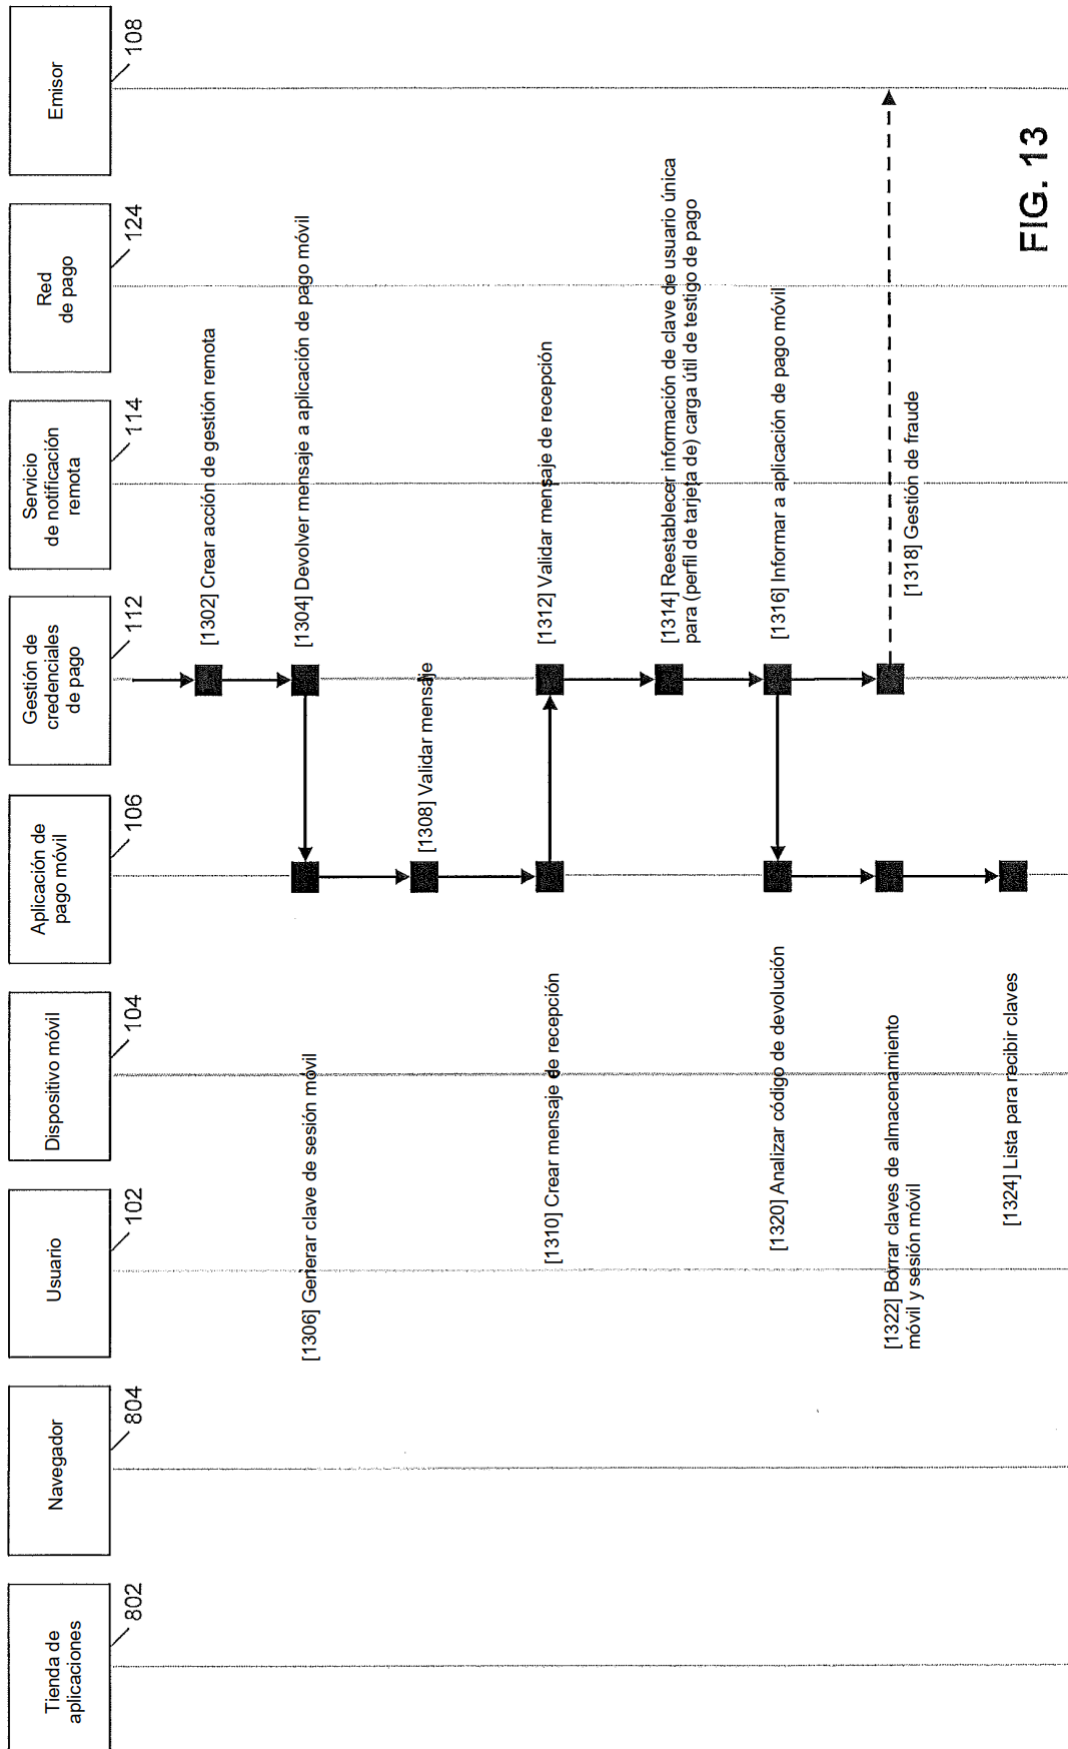 Tienda de
aplicaciones
802
Navegador
804
Usuario
102
Dispositivo móvil
104
Aplicación de
pago móvil
106
Gestión de
credenciales
de pago
112
Servicio
de notificación
remota
114
Red
de pago
124
Emisor
108
[1302] Crear acción de gestión remota
[1304] Devolver mensaje a aplicación de pago móvil
[1306] Generar clave de sesión móvil
[1308] Validar mensaje
[1310] Crear mensaje de recepción
[1312] Validar mensaje de recepción
[1314] Reestablecer información de clave de usuario única
para (perfil de tarjeta de) carga útil de testigo de pago
[1316] Informar a aplicación de pago móvil
[1320] Analizar código de devolución
[1318] Gestión de fraude
[1322] Borrar claves de almacenamiento
móvil y sesión móvil
[1324] Lista para recibir claves
FIG. 13